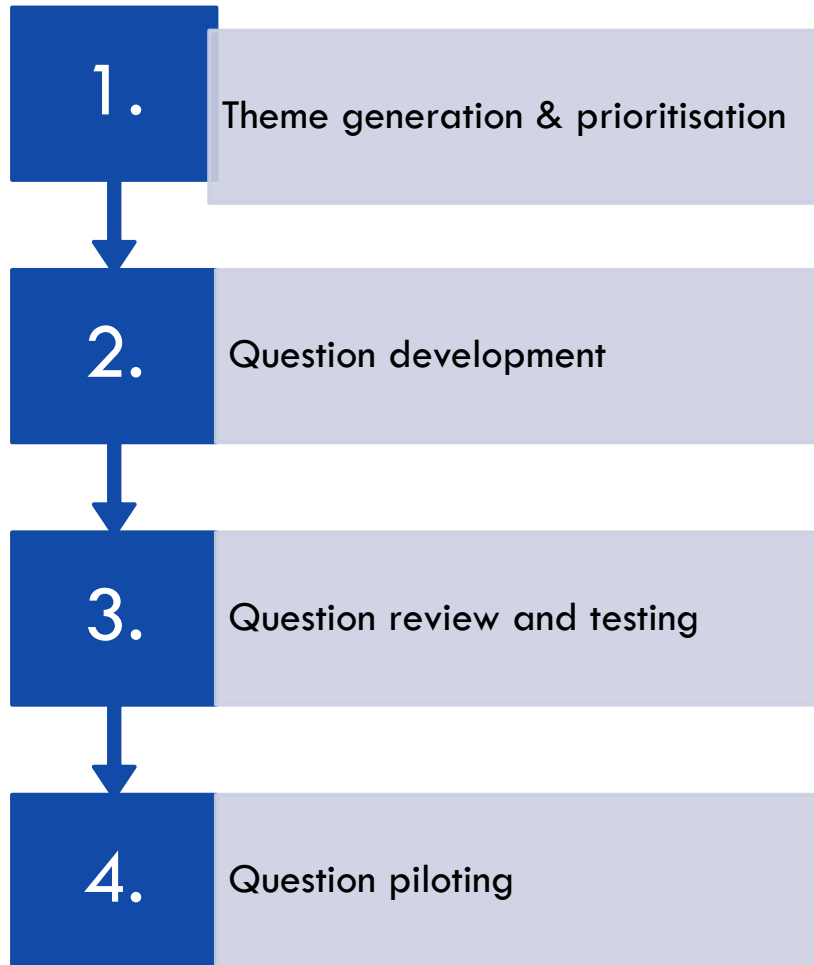 1.
Theme generation & prioritisation
2.
Question development
3.
Question review and testing
4.
Question piloting